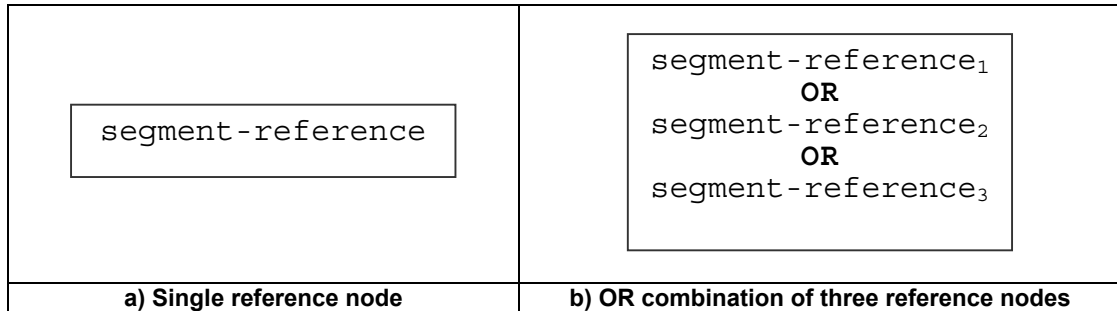 segment-reference
segment-reference₁
OR
segment-reference₂
OR
segment-reference₃
a) Single reference node
b) OR combination of three reference nodes